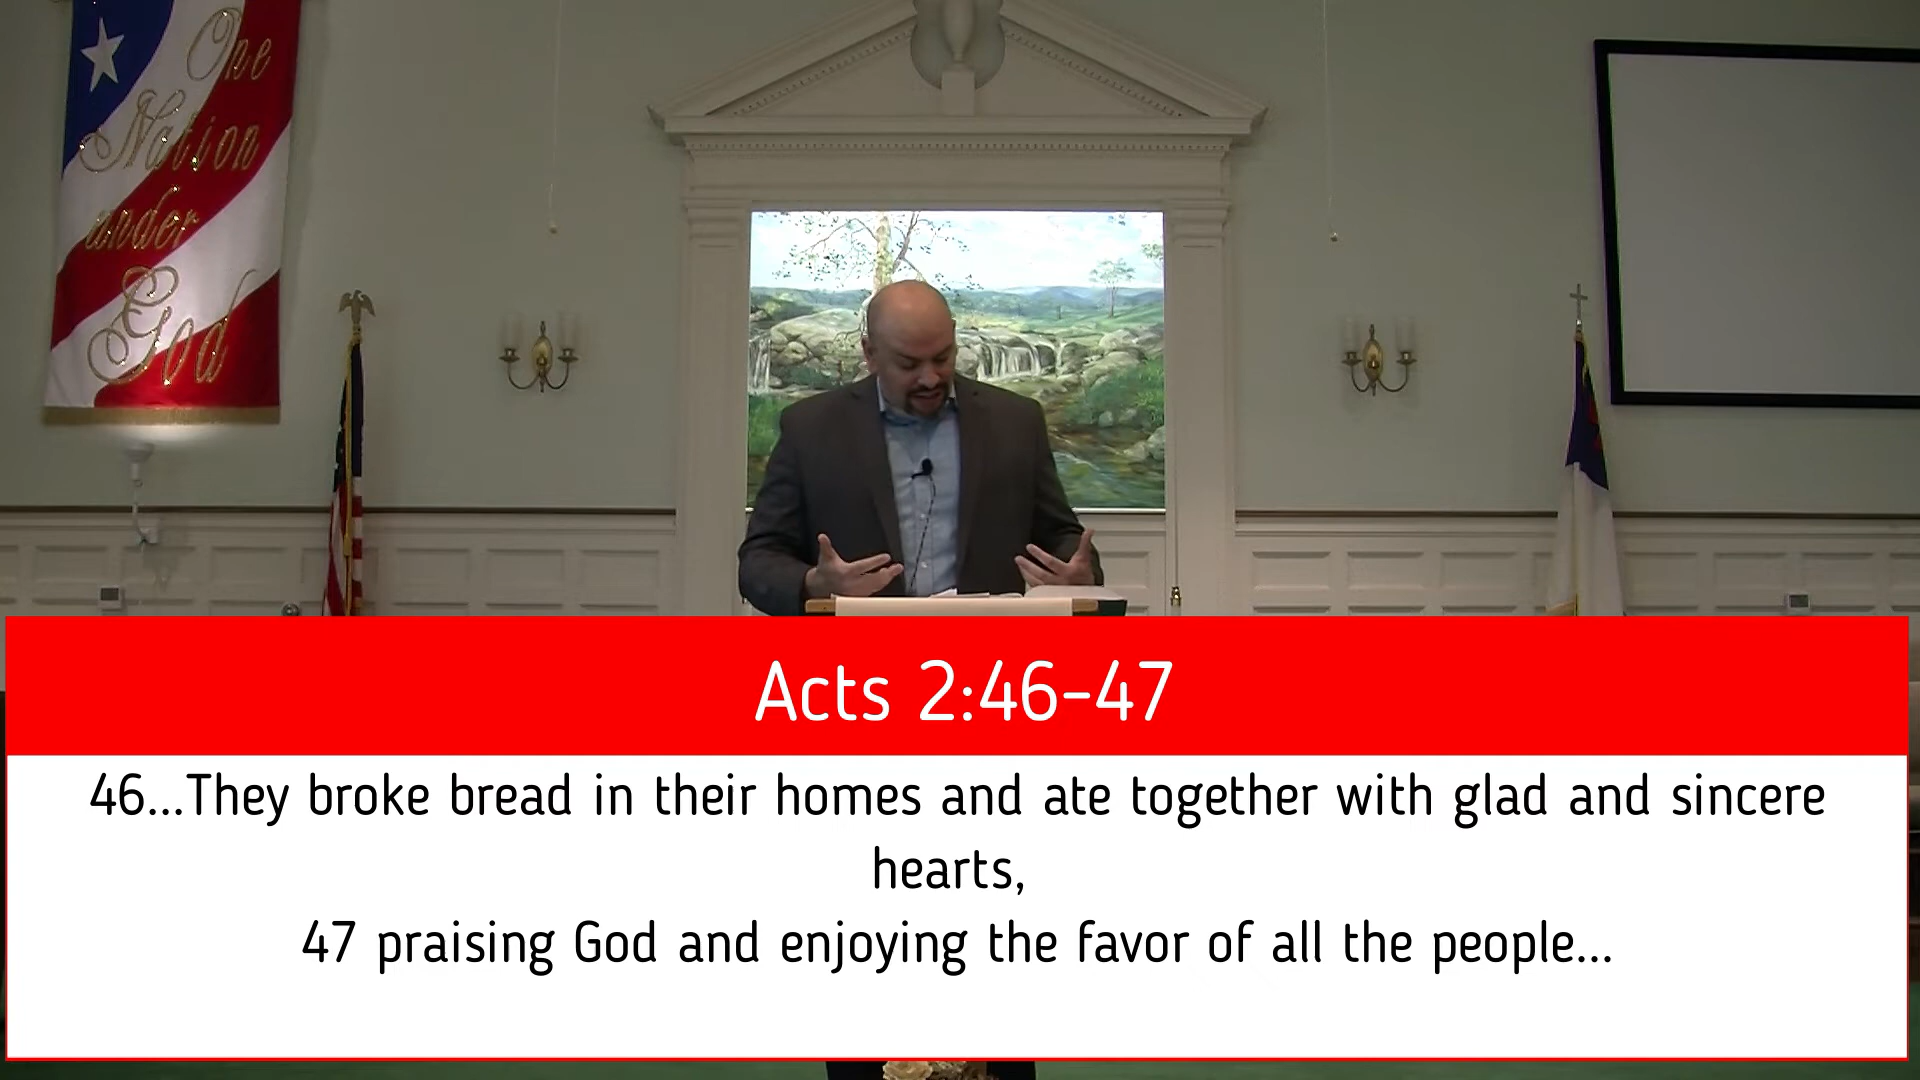 One
Nation
under
God
Acts 2:46-47
46...They broke bread in their homes and ate together with glad and sincere
hearts,
47 praising God and enjoying the favor of all the people...